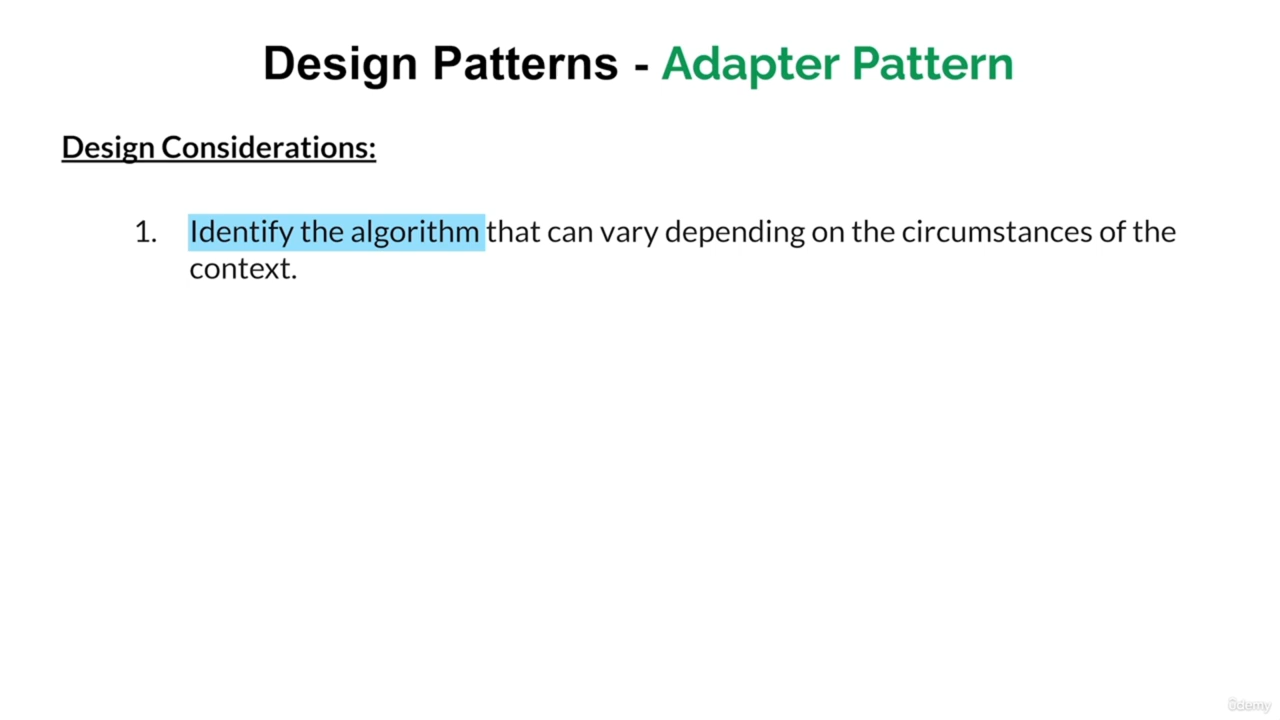 Design Patterns - Adapter Pattern
Design Considerations:
1. Identify the algorithm that can vary depending on the circumstances of the
context.
ûdemy